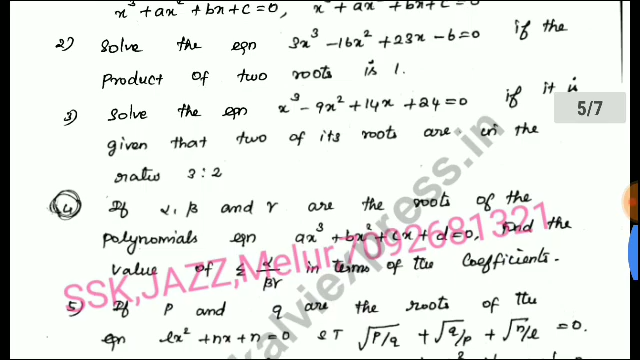 x³ + ax² + bx + c = 0, x³ + ax² + bx + c = 0
2) Solve the eqn 3x³ - 16x² + 23x - 6 = 0 if the
product of two roots is 1.
3) Solve the eqn x³ - 9x² + 14x + 24 = 0 if it is
given that two of its roots are in the
ratio 3:2
5/7
4) If α, β and γ are the roots of the
polynomials eqn ax³ + bx² + cx + d = 0, Find the
value of Σ α/βγ in terms of the coefficients.
5) If p and q are the roots of the
eqn lx² + nx + n = 0 ST √p/q + √q/p + √n/l = 0.
SSK,JAZZ,Melur-7092681321
kalviexpress.in